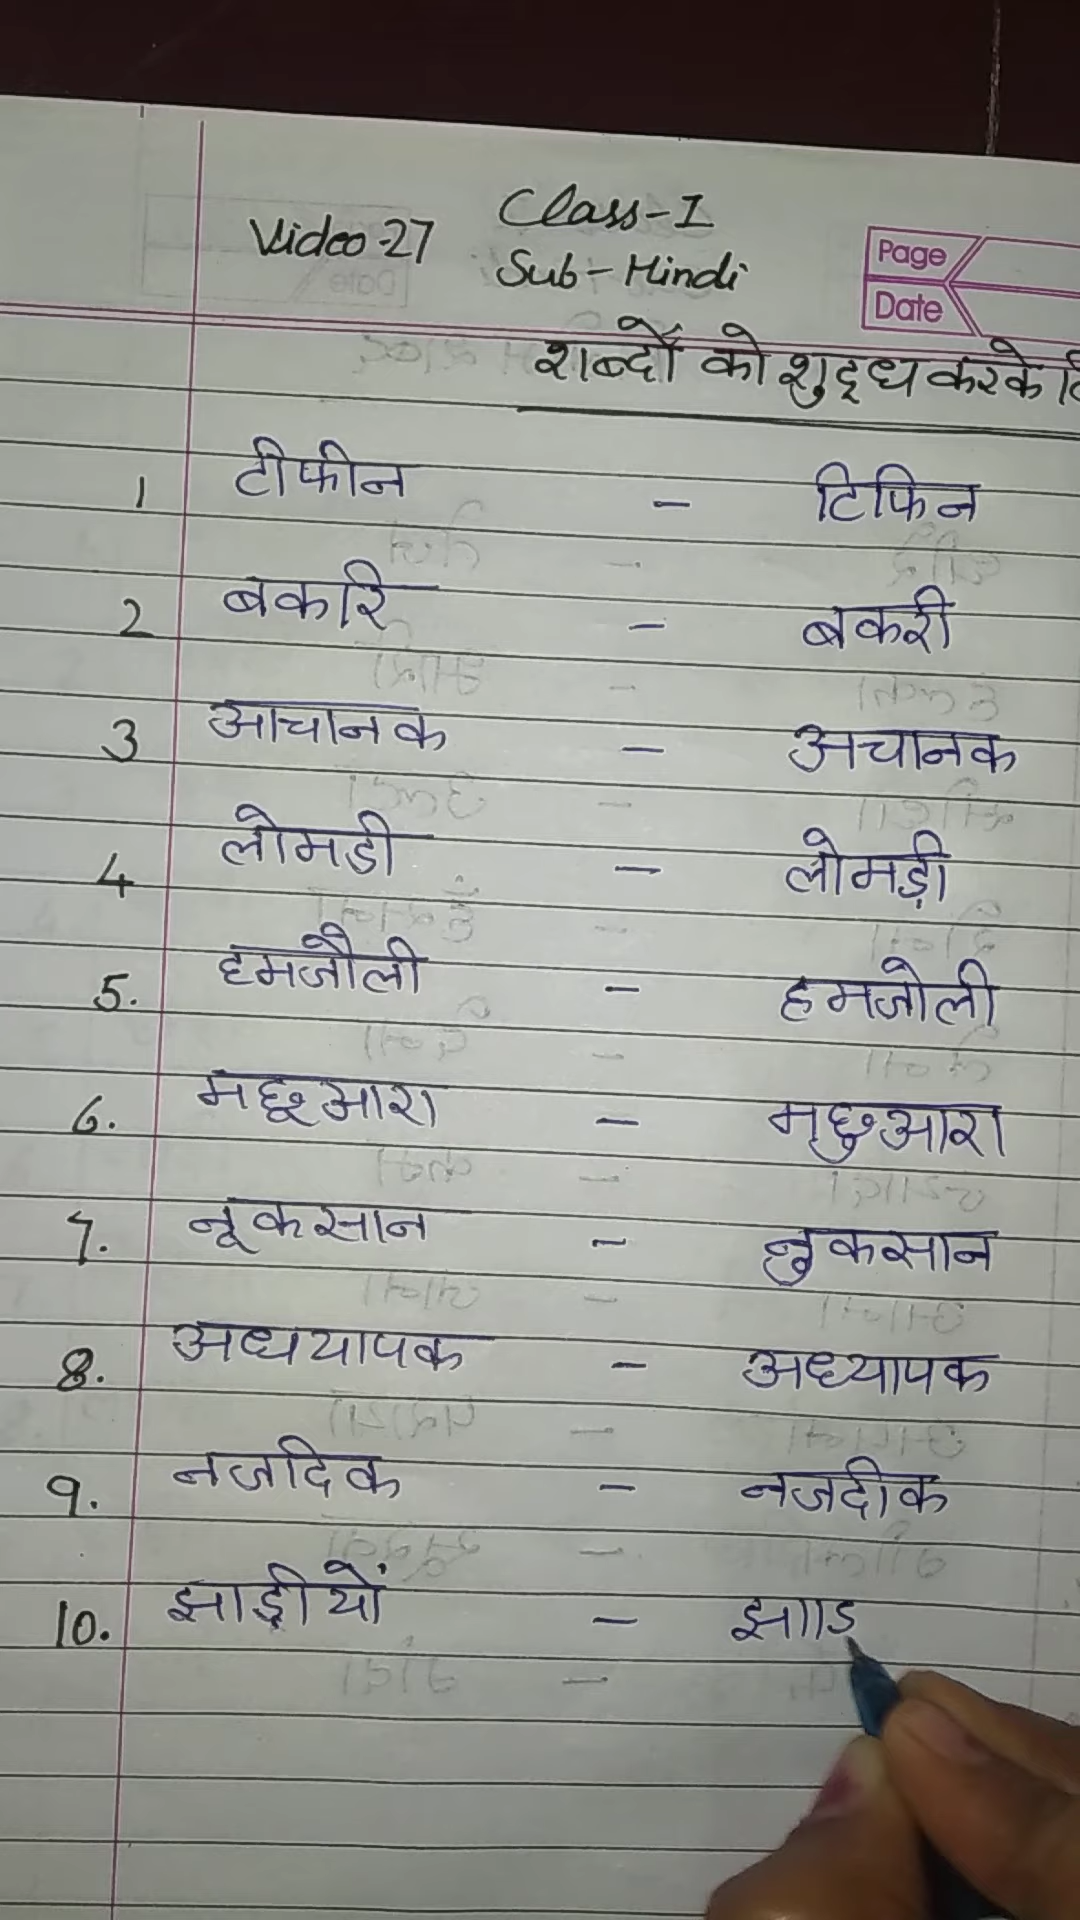 Class-1
Video-27
Sub-Hindi
Page
Date
शब्दों को शुद्ध करके
1 टीफीन - टिफिन
2 बकरि - बकरी
3 आचानक - अचानक
4 लोमडी - लोमड़ी
5. हमजौली - हमजोली
6. मछूआरा - मछुआरा
7. नूकसान - नुकसान
8. अधयापक - अध्यापक
9. नजदिक - नजदीक
10. झाड़ीयों - झााड